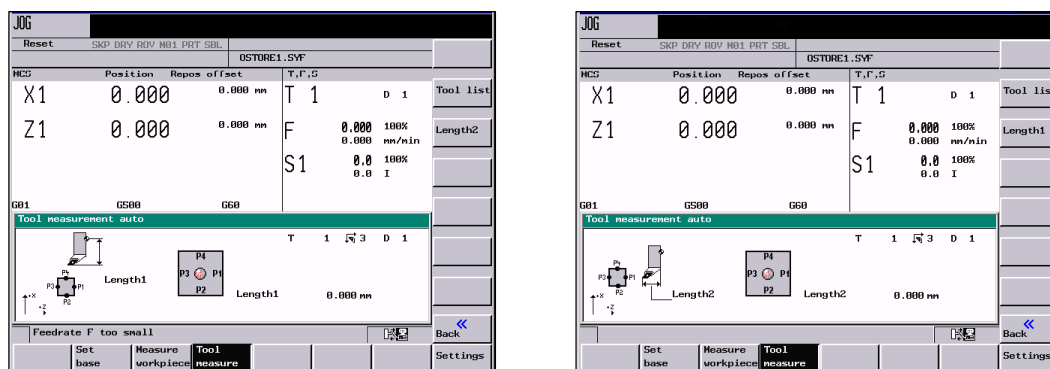 JOG
Reset SKP DRY ROV M01 PRT SBL
OSTORE1.SYF
MCS Position Repos offset T,F,S
X1 0.000 0.000 mm T 1 D 1 Tool list
Z1 0.000 0.000 mm F 0.000 100% Length2
0.000 mm/min
S1 0.0 100%
0.0 I
G01 G500 G60
Tool measurement auto
T 1 3 D 1
P4
P4 Length1 P3 P1
P3 P1 P2 Length1 0.000 mm
P2
X
Z
Feedrate F too small Back
Set base Measure workpiece Tool measure Settings
JOG
Reset SKP DRY ROV M01 PRT SBL
OSTORE1.SYF
MCS Position Repos offset T,F,S
X1 0.000 0.000 mm T 1 D 1 Tool lis
Z1 0.000 0.000 mm F 0.000 100% Length1
0.000 mm/min
S1 0.0 100%
0.0 I
G01 G500 G60
Tool measurement auto
T 1 3 D 1
P4 P4
P3 P1 P3 P1
P2 Length2 P2 Length2 0.000 mm
X
Z
Back
Set base Measure workpiece Tool measure Settings